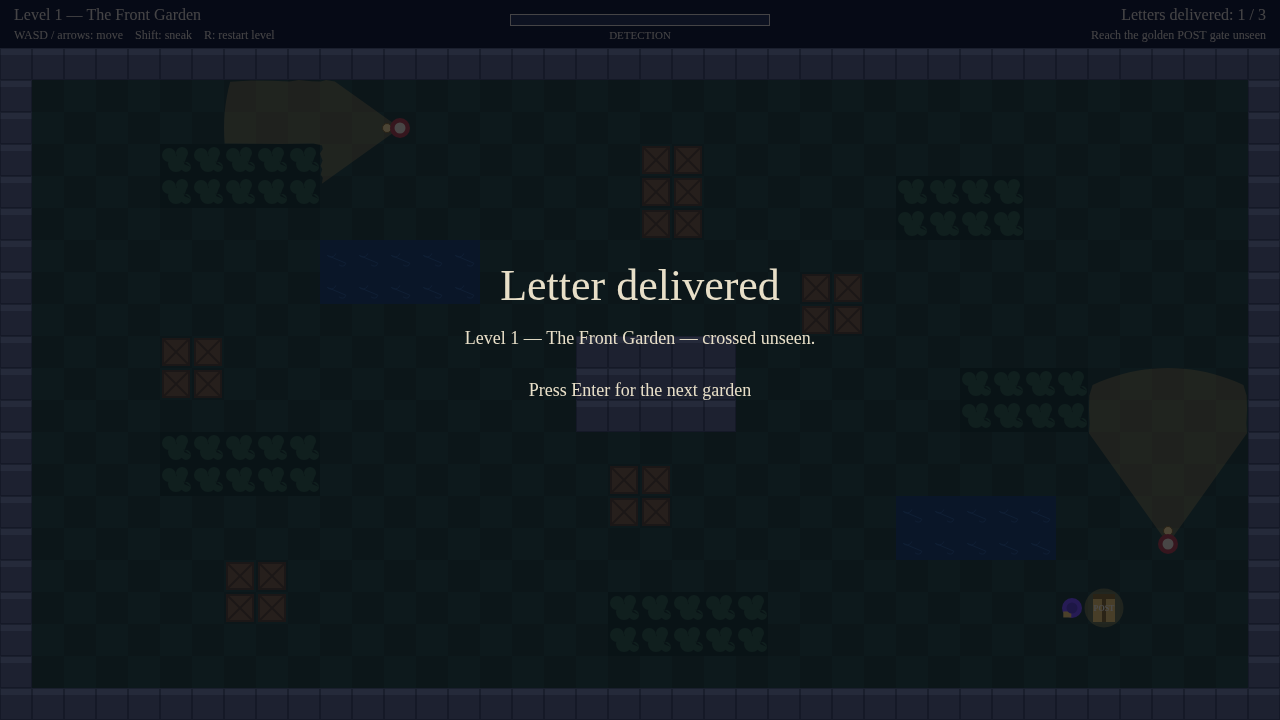 Level 1 — The Front Garden
WASD / arrows: move    Shift: sneak    R: restart level
DETECTION
Letters delivered: 1 / 3
Reach the golden POST gate unseen
Letter delivered
Level 1 — The Front Garden — crossed unseen.
Press Enter for the next garden
POST